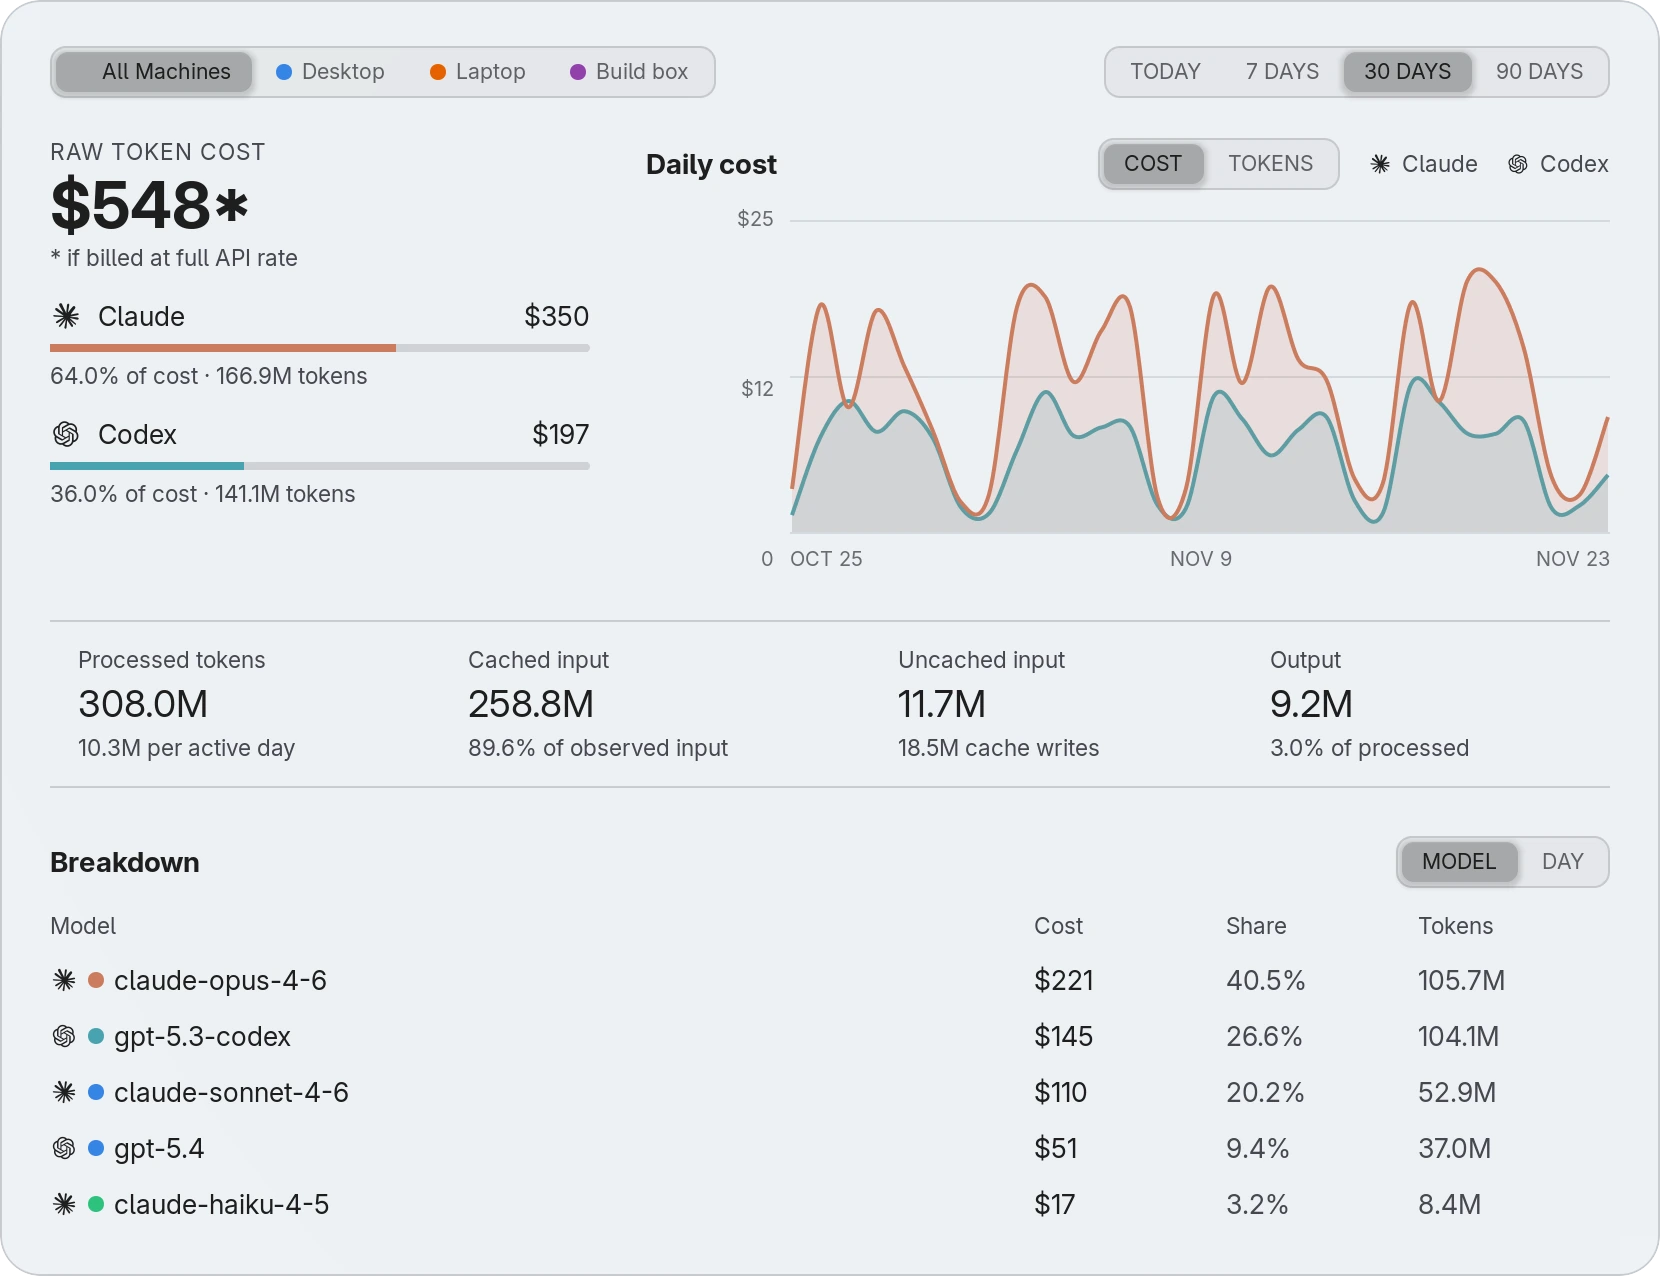 All Machines Desktop Laptop Build box
TODAY 7 DAYS 30 DAYS 90 DAYS
RAW TOKEN COST
$548*
* if billed at full API rate
Claude $350
64.0% of cost · 166.9M tokens
Codex $197
36.0% of cost · 141.1M tokens
Daily cost
COST TOKENS
Claude Codex
$25
$12
0 OCT 25 NOV 9 NOV 23
Processed tokens
308.0M
10.3M per active day
Cached input
258.8M
89.6% of observed input
Uncached input
11.7M
18.5M cache writes
Output
9.2M
3.0% of processed
Breakdown
MODEL DAY
Model Cost Share Tokens
claude-opus-4-6 $221 40.5% 105.7M
gpt-5.3-codex $145 26.6% 104.1M
claude-sonnet-4-6 $110 20.2% 52.9M
gpt-5.4 $51 9.4% 37.0M
claude-haiku-4-5 $17 3.2% 8.4M